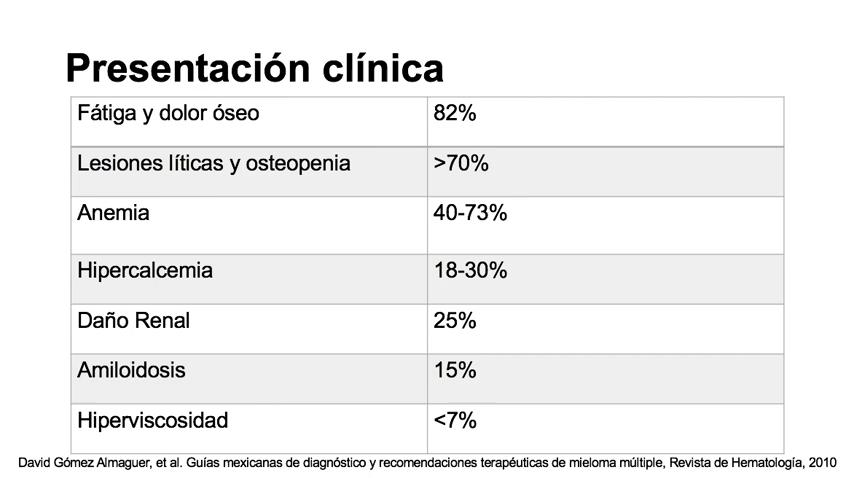 Presentación clínica
Fátiga y dolor óseo 82%
Lesiones líticas y osteopenia >70%
Anemia 40-73%
Hipercalcemia 18-30%
Daño Renal 25%
Amiloidosis 15%
Hiperviscosidad <7%
David Gómez Almaguer, et al. Guías mexicanas de diagnóstico y recomendaciones terapéuticas de mieloma múltiple, Revista de Hematología, 2010